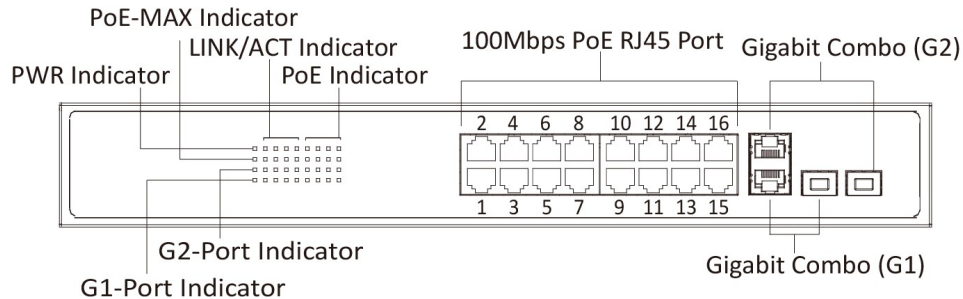 PoE-MAX Indicator
LINK/ACT Indicator
100Mbps PoE RJ45 Port
Gigabit Combo (G2)
PWR Indicator
PoE Indicator
2 4 6 8 10 12 14 16
1 3 5 7 9 11 13 15
G2-Port Indicator
Gigabit Combo (G1)
G1-Port Indicator